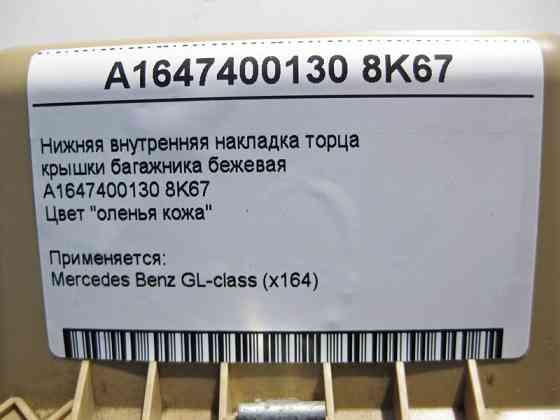 A1647400130 8K67
Нижняя внутренняя накладка торца
крышки багажника бежевая
A1647400130 8K67
Цвет "оленья кожа"
Применяется:
Mercedes Benz GL-class (x164)